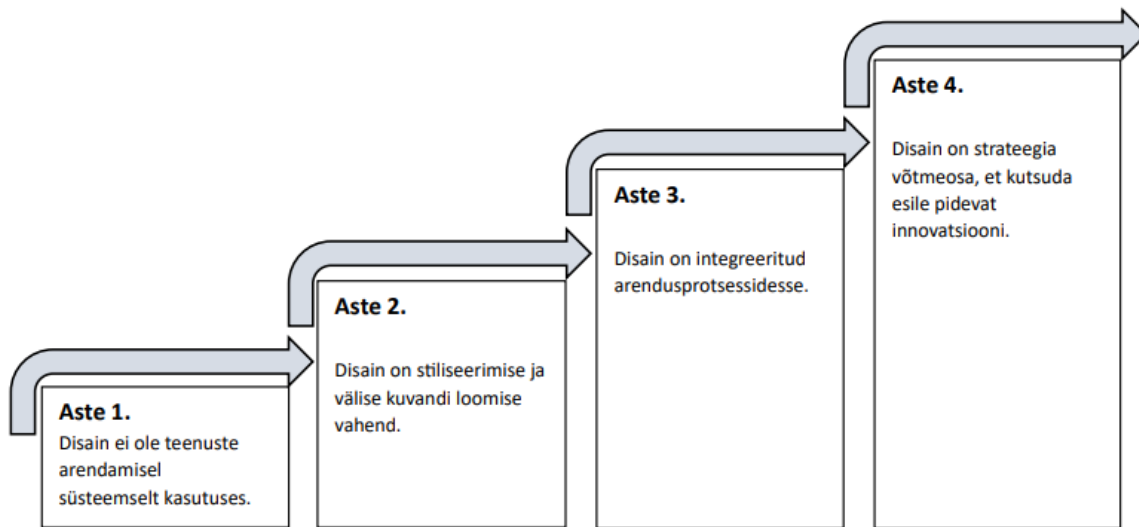 Aste 1.
Disain ei ole teenuste
arendamisel
süsteemselt kasutuses.
Aste 2.
Disain on stiliseerimise ja
välise kuvandi loomise
vahend.
Aste 3.
Disain on integreeritud
arendusprotsessidesse.
Aste 4.
Disain on strateegia
võtmeosa, et kutsuda
esile pidevat
innovatsiooni.